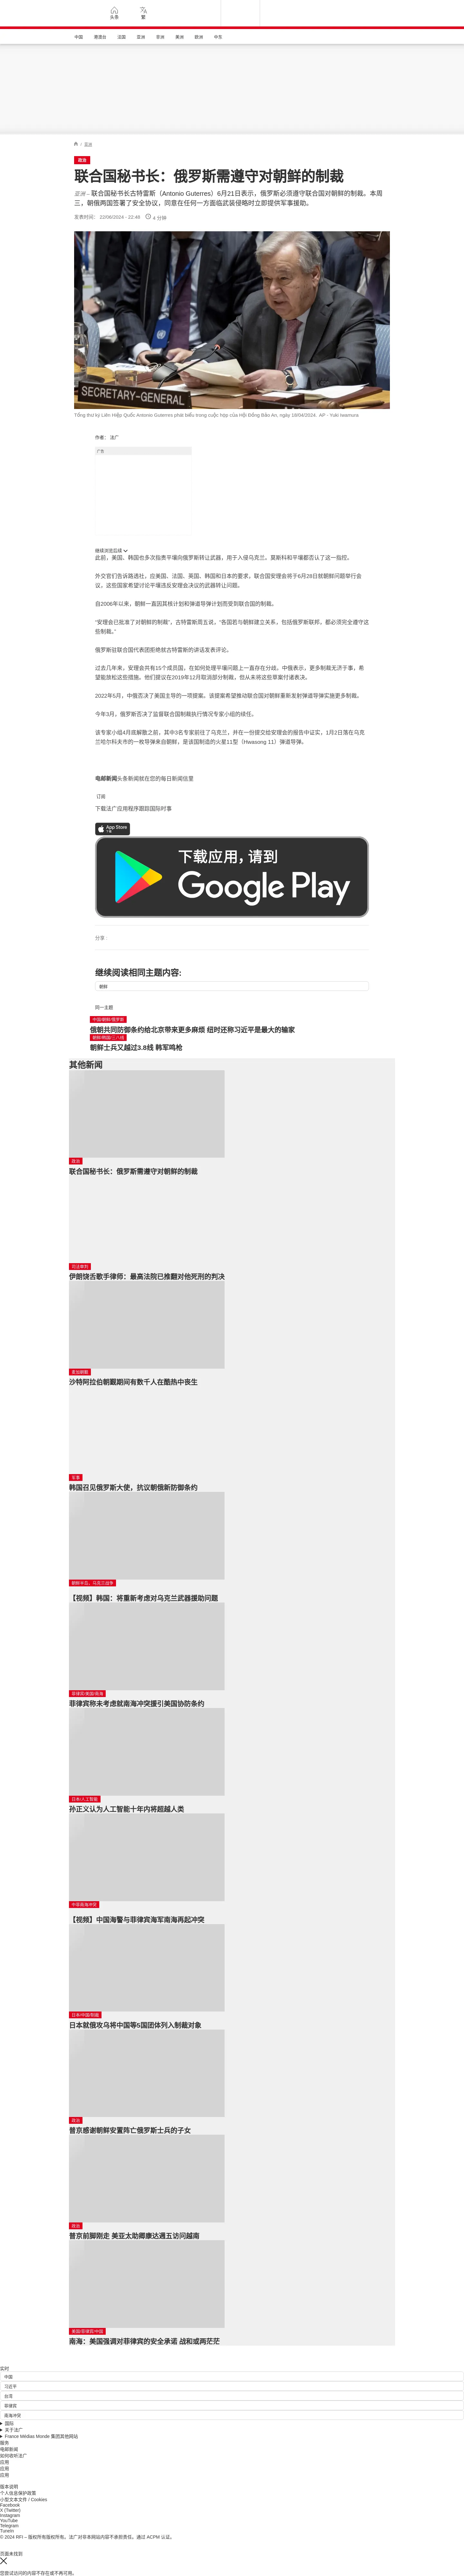 头条
繁
中国
港澳台
法国
亚洲
非洲
美洲
欧洲
中东
/ 亚洲
政治
联合国秘书长：俄罗斯需遵守对朝鲜的制裁
亚洲 – 联合国秘书长古特雷斯（Antonio Guterres）6月21日表示，俄罗斯必须遵守联合国对朝鲜的制裁。本周三，朝俄两国签署了安全协议，同意在任何一方面临武装侵略时立即提供军事援助。
发表时间： 22/06/2024 - 22:48
4 分钟
SECRETARY-GENERAL
Tổng thư ký Liên Hiệp Quốc Antonio Guterres phát biểu trong cuộc họp của Hội Đồng Bảo An, ngày 18/04/2024. AP - Yuki Iwamura
作者： 法广
广告
继续浏览后续
此前，美国、韩国也多次指责平壤向俄罗斯转让武器，用于入侵乌克兰。莫斯科和平壤都否认了这一指控。
外交官们告诉路透社，应美国、法国、英国、韩国和日本的要求，联合国安理会将于6月28日就朝鲜问题举行会议，这些国家希望讨论平壤违反安理会决议的武器转让问题。
自2006年以来，朝鲜一直因其核计划和弹道导弹计划而受到联合国的制裁。
“安理会已批准了对朝鲜的制裁”，古特雷斯周五说，“各国君与朝鲜建立关系，包括俄罗斯联邦，都必须完全遵守这些制裁。”
俄罗斯驻联合国代表团拒绝就古特雷斯的讲话发表评论。
过去几年来，安理会共有15个成员国，在如何处理平壤问题上一直存在分歧。中俄表示，更多制裁无济于事，希望能放松这些措施。他们建议在2019年12月取消部分制裁，但从未将这些草案付诸表决。
2022年5月，中俄否决了美国主导的一项提案，该提案希望推动联合国对朝鲜重新发射弹道导弹实施更多制裁。
今年3月，俄罗斯否决了监督联合国制裁执行情况专家小组的续任。
该专家小组4月底解散之前，其中3名专家前往了乌克兰，并在一份提交给安理会的报告中证实，1月2日落在乌克兰哈尔科夫市的一枚导弹来自朝鲜，是该国制造的火星11型（Hwasong 11）弹道导弹。
电邮新闻头条新闻就在您的每日新闻信里
订阅
下载法广应用程序跟踪国际时事
App Store
下载应用，请到
Google Play
分享 :
继续阅读相同主题内容:
朝鲜
同一主题
中国/朝鲜/俄罗斯
俄朝共同防御条约给北京带来更多麻烦 纽时还称习近平是最大的输家
朝鲜/韩国/三八线
朝鲜士兵又越过3.8线 韩军鸣枪
其他新闻
政治
联合国秘书长：俄罗斯需遵守对朝鲜的制裁
司法审判
伊朗饶舌歌手律师：最高法院已推翻对他死刑的判决
麦加朝觐
沙特阿拉伯朝觐期间有数千人在酷热中丧生
军事
韩国召见俄罗斯大使，抗议朝俄新防御条约
朝鲜半岛、乌克兰战争
【视频】韩国：将重新考虑对乌克兰武器援助问题
菲律宾/美国/南海
菲律宾称未考虑就南海冲突援引美国协防条约
日本/人工智能
孙正义认为人工智能十年内将超越人类
中菲南海冲突
【视频】中国海警与菲律宾海军南海再起冲突
日本/中国/制裁
日本就俄攻乌将中国等5国团体列入制裁对象
政治
普京感谢朝鲜安置阵亡俄罗斯士兵的子女
政治
普京前脚刚走 美亚太助卿康达週五访问越南
美国/菲律宾/中国
南海：美国强调对菲律宾的安全承诺 战和或两茫茫
实时
中国
习近平
台湾
菲律宾
南海冲突
国际
关于法广
France Médias Monde 集团其他网站
服务
电邮新闻
如何收听法广
应用
应用
应用
版本说明
个人信息保护政策
小型文本文件 / Cookies
Facebook
X (Twitter)
Instagram
YouTube
Telegram
TuneIn
© 2024 RFI – 版权所有版权所有。法广对非本网站内容不承担责任。通过 ACPM 认证。
页面未找到
您尝试访问的内容不存在或不再可用。